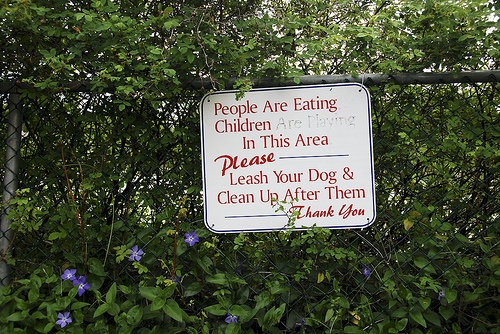 People Are Eating
Children Are Playing
In This Area
Please
Leash Your Dog &
Clean Up After Them
Thank You